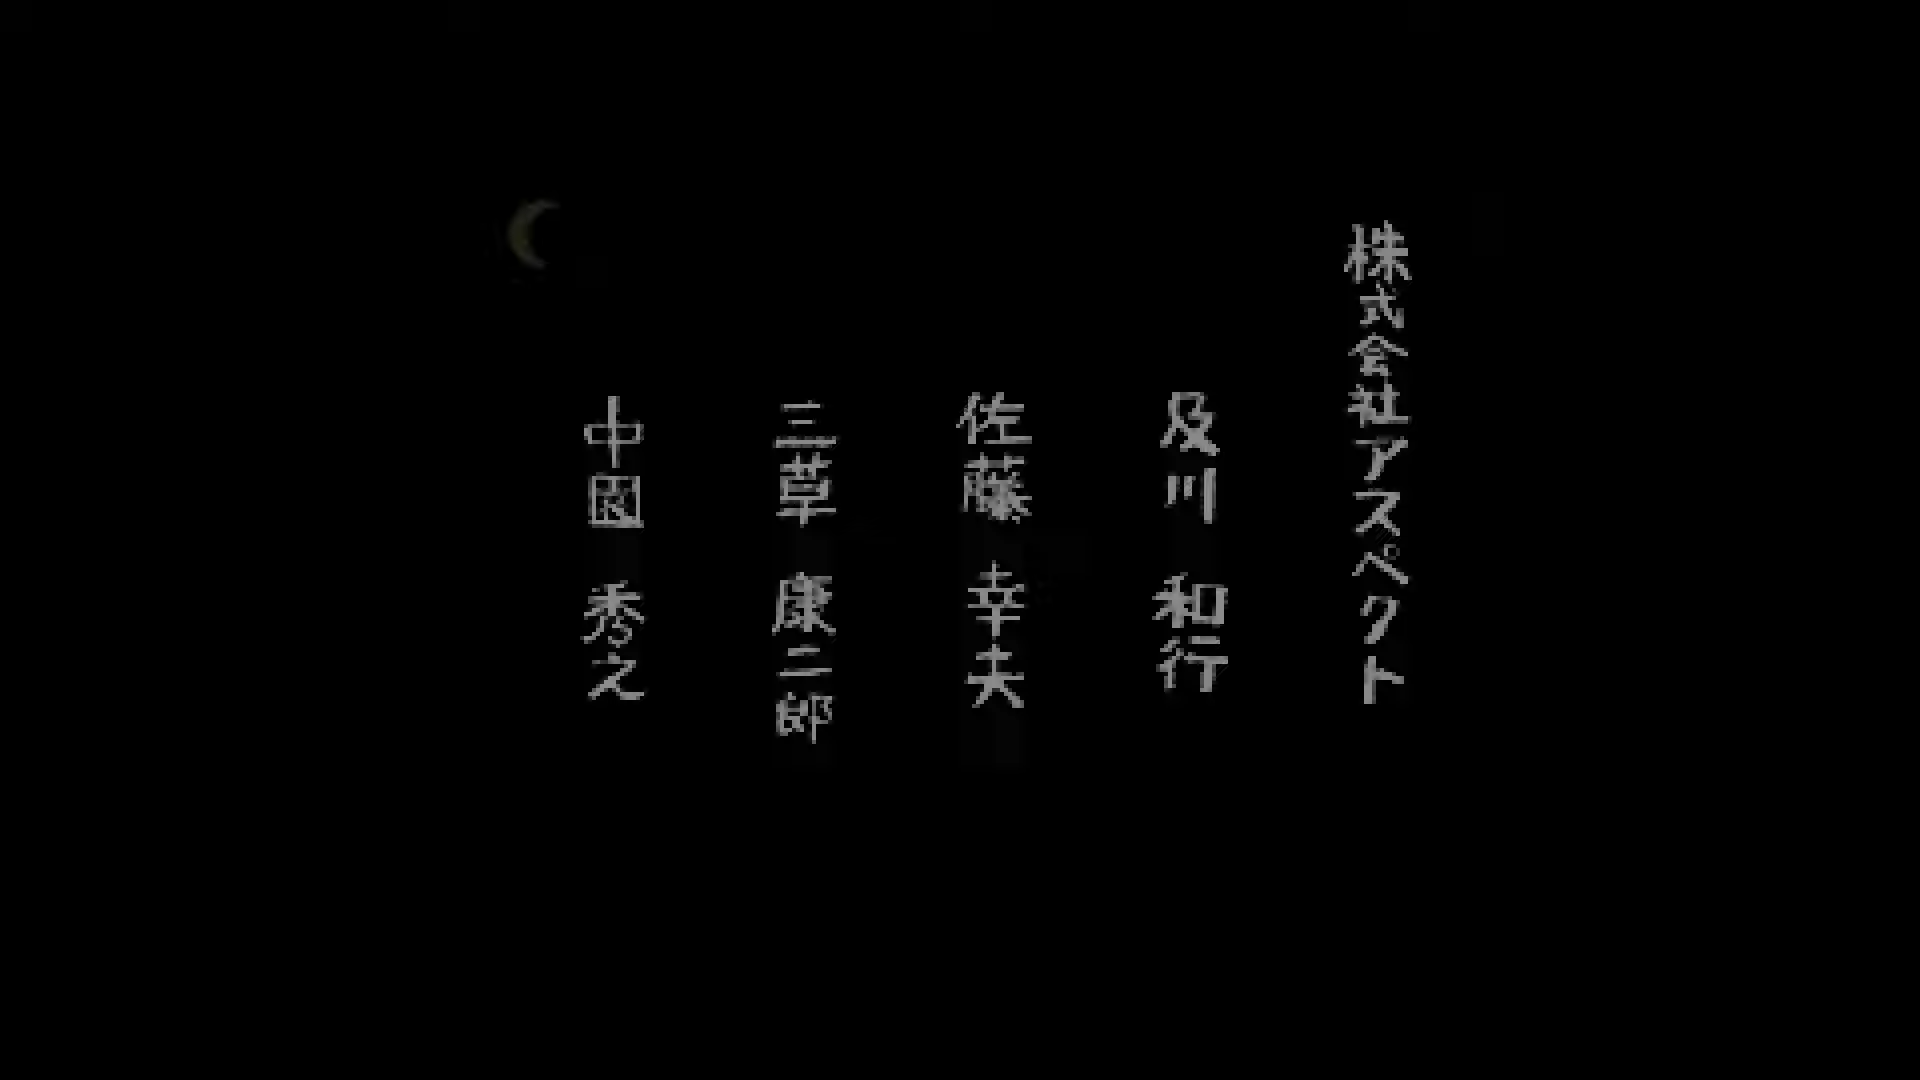 株式会社アスペクト
及川 和行
佐藤 幸夫
三草 康二郎
中園 秀之